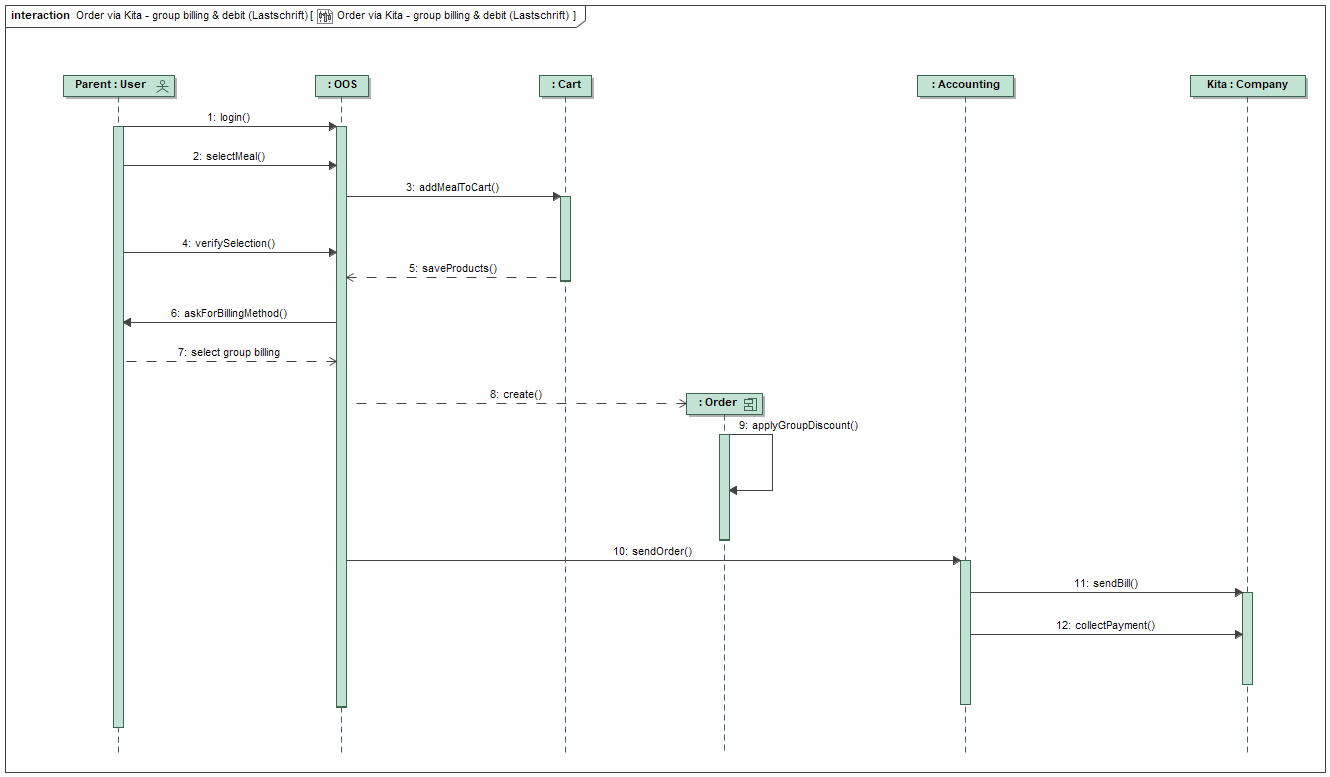 interaction Order via Kita - group billing & debit (Lastschrift) [ Order via Kita - group billing & debit (Lastschrift) ]
Parent : User
: OOS
: Cart
: Accounting
Kita : Company
1: login()
2: selectMeal()
3: addMealToCart()
4: verifySelection()
5: saveProducts()
6: askForBillingMethod()
7: select group billing
8: create()
: Order
9: applyGroupDiscount()
10: sendOrder()
11: sendBill()
12: collectPayment()